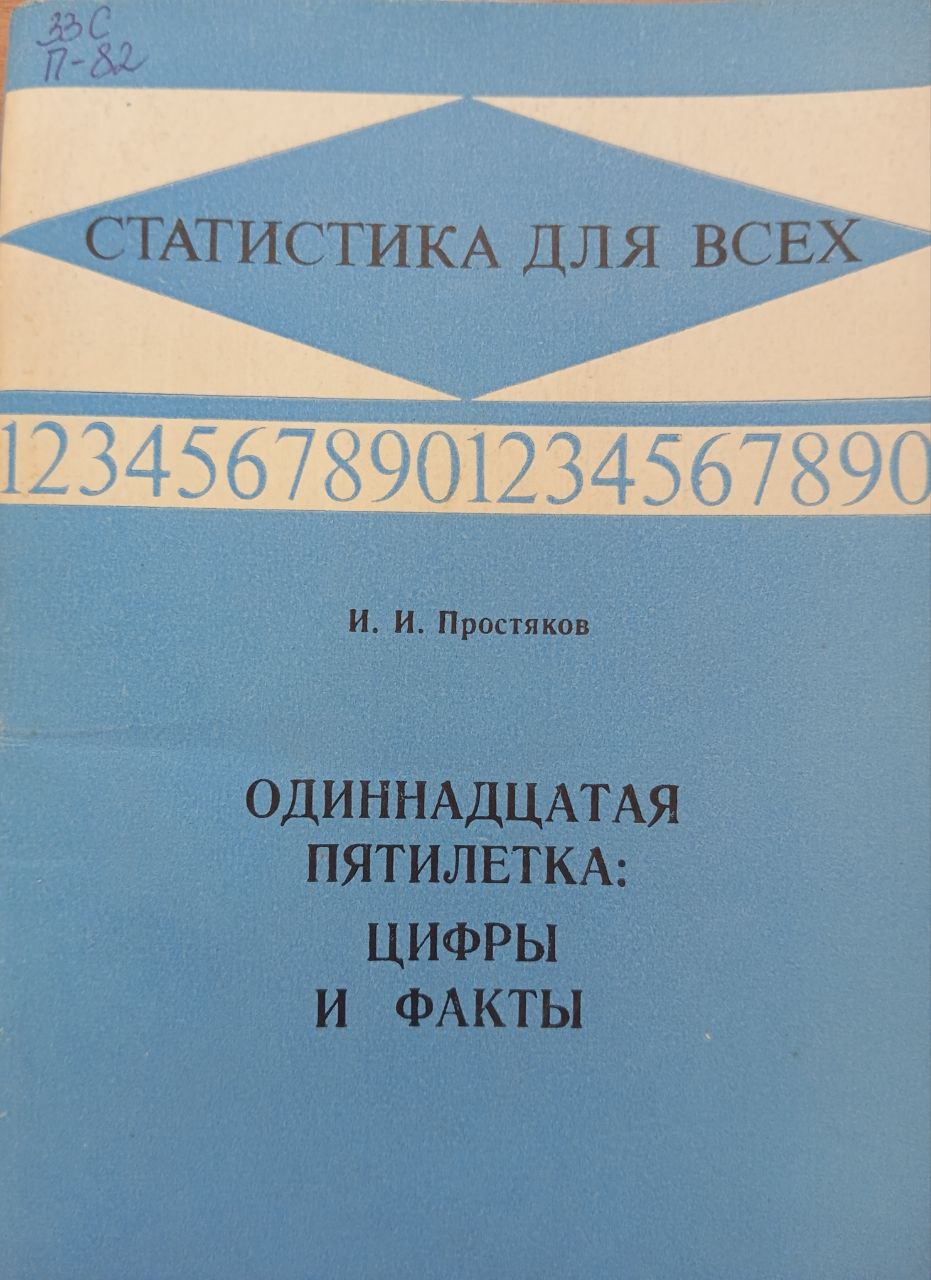 33С
П-82
СТАТИСТИКА ДЛЯ ВСЕХ
12345678901234567890
И. И. Простяков
ОДИННАДЦАТАЯ
ПЯТИЛЕТКА:
ЦИФРЫ
И ФАКТЫ